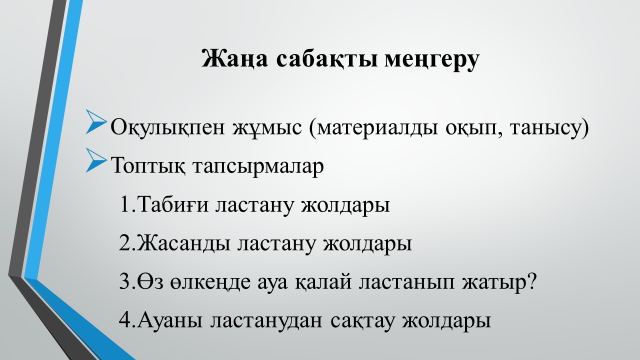 Жаңа сабақты меңгеру
Оқулықпен жұмыс (материалды оқып, танысу)
Топтық тапсырмалар
1.Табиғи ластану жолдары
2.Жасанды ластану жолдары
3.Өз өлкеңде ауа қалай ластанып жатыр?
4.Ауаны ластанудан сақтау жолдары